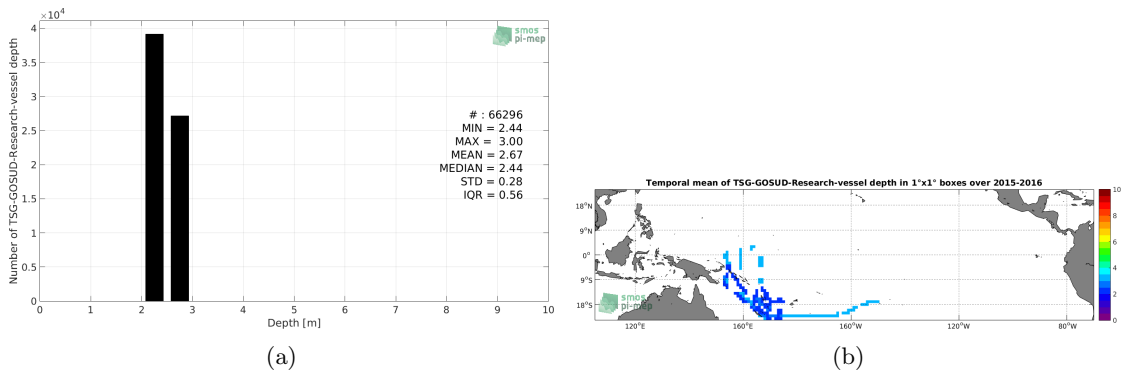 ×10⁴
4
3.5
3
2.5
2
1.5
1
0.5
0
Number of TSG-GOSUD-Research-vessel depth
0 1 2 3 4 5 6 7 8 9 10
Depth [m]
smos
pi-mep
# : 66296
MIN = 2.44
MAX = 3.00
MEAN = 2.67
MEDIAN = 2.44
STD = 0.28
IQR = 0.56
(a)
Temporal mean of TSG-GOSUD-Research-vessel depth in 1°x1° boxes over 2015-2016
18°N
9°N
0°
9°S
18°S
120°E 160°E 160°W 120°W 80°W
smos
pi-mep
10
8
6
4
2
0
(b)